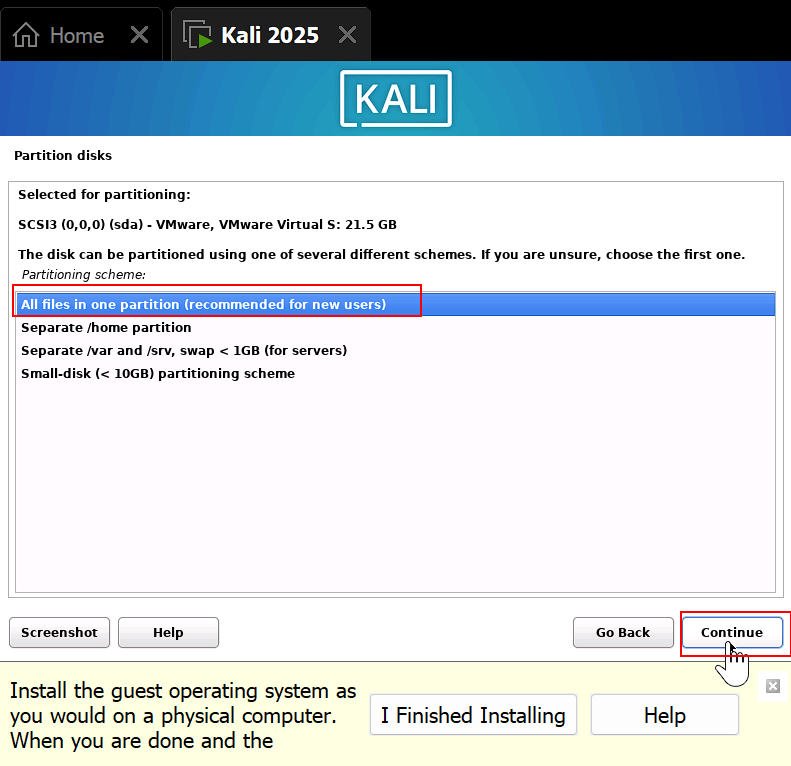 Home
Kali 2025
KALI
Partition disks
Selected for partitioning:
SCSI3 (0,0,0) (sda) - VMware, VMware Virtual S: 21.5 GB
The disk can be partitioned using one of several different schemes. If you are unsure, choose the first one.
Partitioning scheme:
All files in one partition (recommended for new users)
Separate /home partition
Separate /var and /srv, swap < 1GB (for servers)
Small-disk (< 10GB) partitioning scheme
Screenshot
Help
Go Back
Continue
Install the guest operating system as
you would on a physical computer.
When you are done and the
I Finished Installing
Help